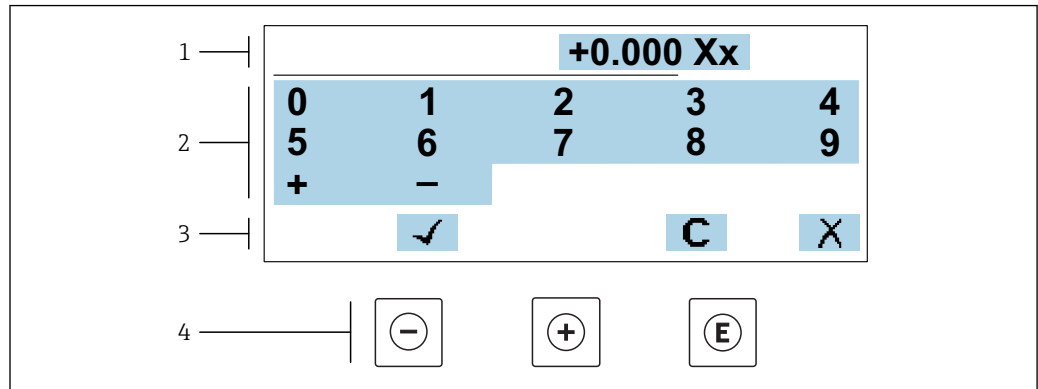 1 +0.000 Xx
0 1 2 3 4
2 5 6 7 8 9
+ −
3 ✓ C X
4 − + E